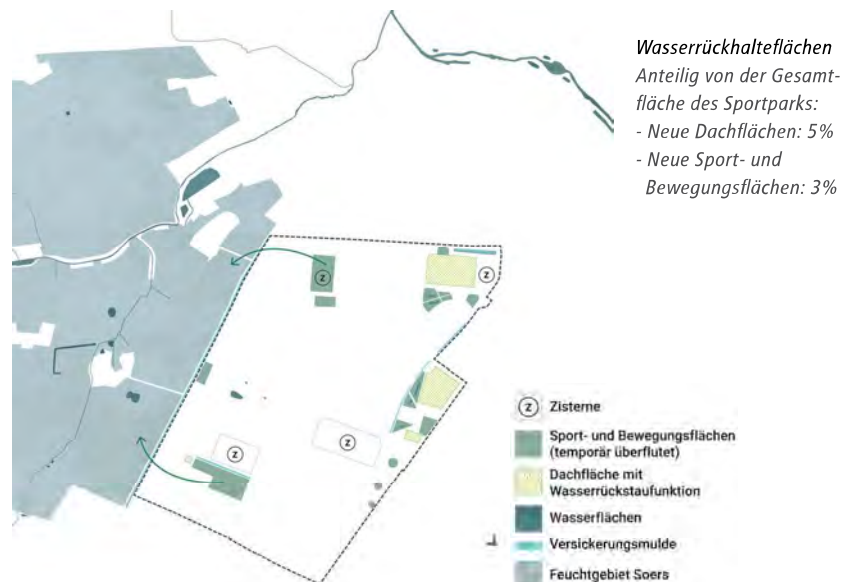 Wasserrückhalteflächen
Anteilig von der Gesamt-
fläche des Sportparks:
- Neue Dachflächen: 5%
- Neue Sport- und
Bewegungsflächen: 3%
Z
Z
Z
Z
Z
Zisterne
Sport- und Bewegungsflächen
(temporär überflutet)
Dachfläche mit
Wasserrückstaufunktion
Wasserflächen
Versickerungsmulde
Feuchtgebiet Soers